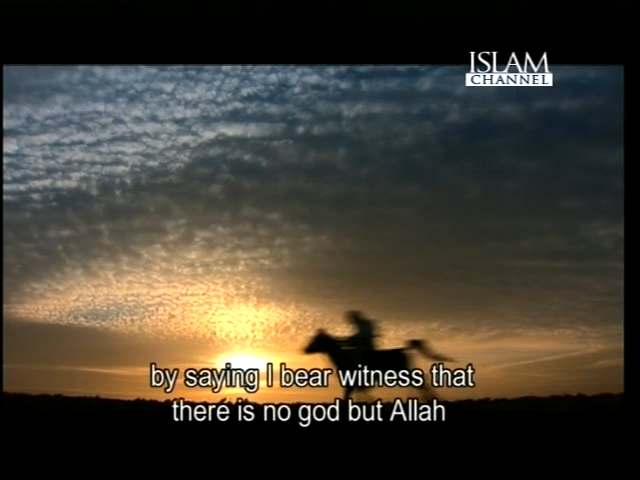 ISLAM
CHANNEL
by saying I bear witness that
there is no god but Allah